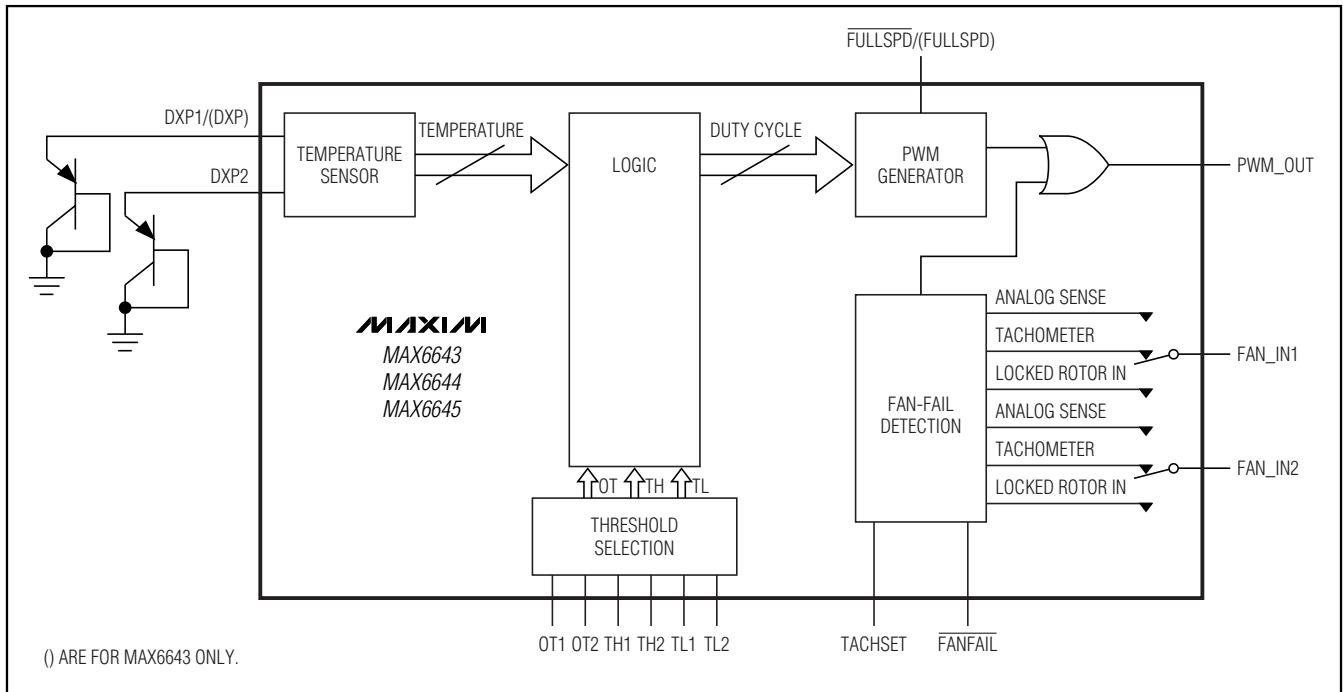 FULLSPD/(FULLSPD)
DXP1/(DXP)
DXP2
TEMPERATURE
SENSOR
TEMPERATURE
LOGIC
DUTY CYCLE
PWM
GENERATOR
PWM_OUT
MAXIM
MAX6643
MAX6644
MAX6645
FAN-FAIL
DETECTION
ANALOG SENSE
TACHOMETER
LOCKED ROTOR IN
ANALOG SENSE
TACHOMETER
LOCKED ROTOR IN
FAN_IN1
FAN_IN2
OT TH TL
THRESHOLD
SELECTION
OT1 OT2 TH1 TH2 TL1 TL2
TACHSET
FANFAIL
() ARE FOR MAX6643 ONLY.